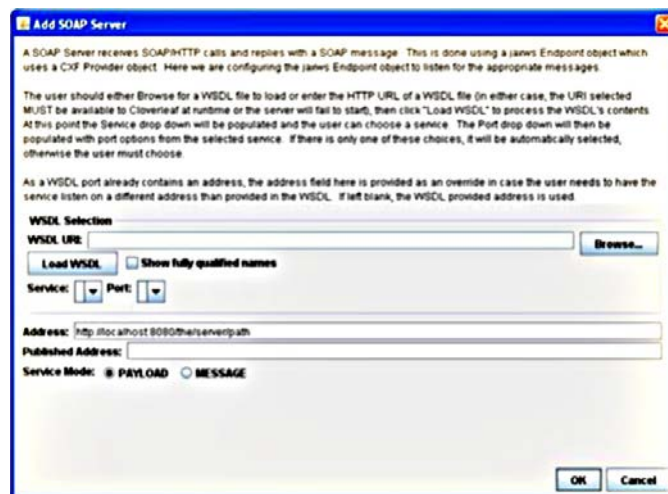 Add SOAP Server
A SOAP Server receives SOAP/HTTP calls and replies with a SOAP message. This is done using a jaxws Endpoint object which
uses a CXF Provider object. Here we are configuring the jaxws Endpoint object to listen for the appropriate messages.
The user should either Browse for a WSDL file to load or enter the HTTP URL of a WSDL file (in either case, the URI selected
MUST be available to Cloverleaf at runtime or the server will fail to start), then click "Load WSDL" to process the WSDL's contents.
At this point the Service drop down will be populated and the user can choose a service. The Port drop down will then be
populated with port options from the selected service. If there is only one of these choices, it will be automatically selected,
otherwise the user must choose.
As a WSDL port already contains an address, the address field here is provided as an override in case the user needs to have the
service listen on a different address than provided in the WSDL. If left blank, the WSDL provided address is used.
WSDL Selection
WSDL URI: Browse...
Load WSDL Show fully qualified names
Service: Port:
Address: http://localhost:8080/the/server/path
Published Address:
Service Mode: PAYLOAD MESSAGE
OK Cancel